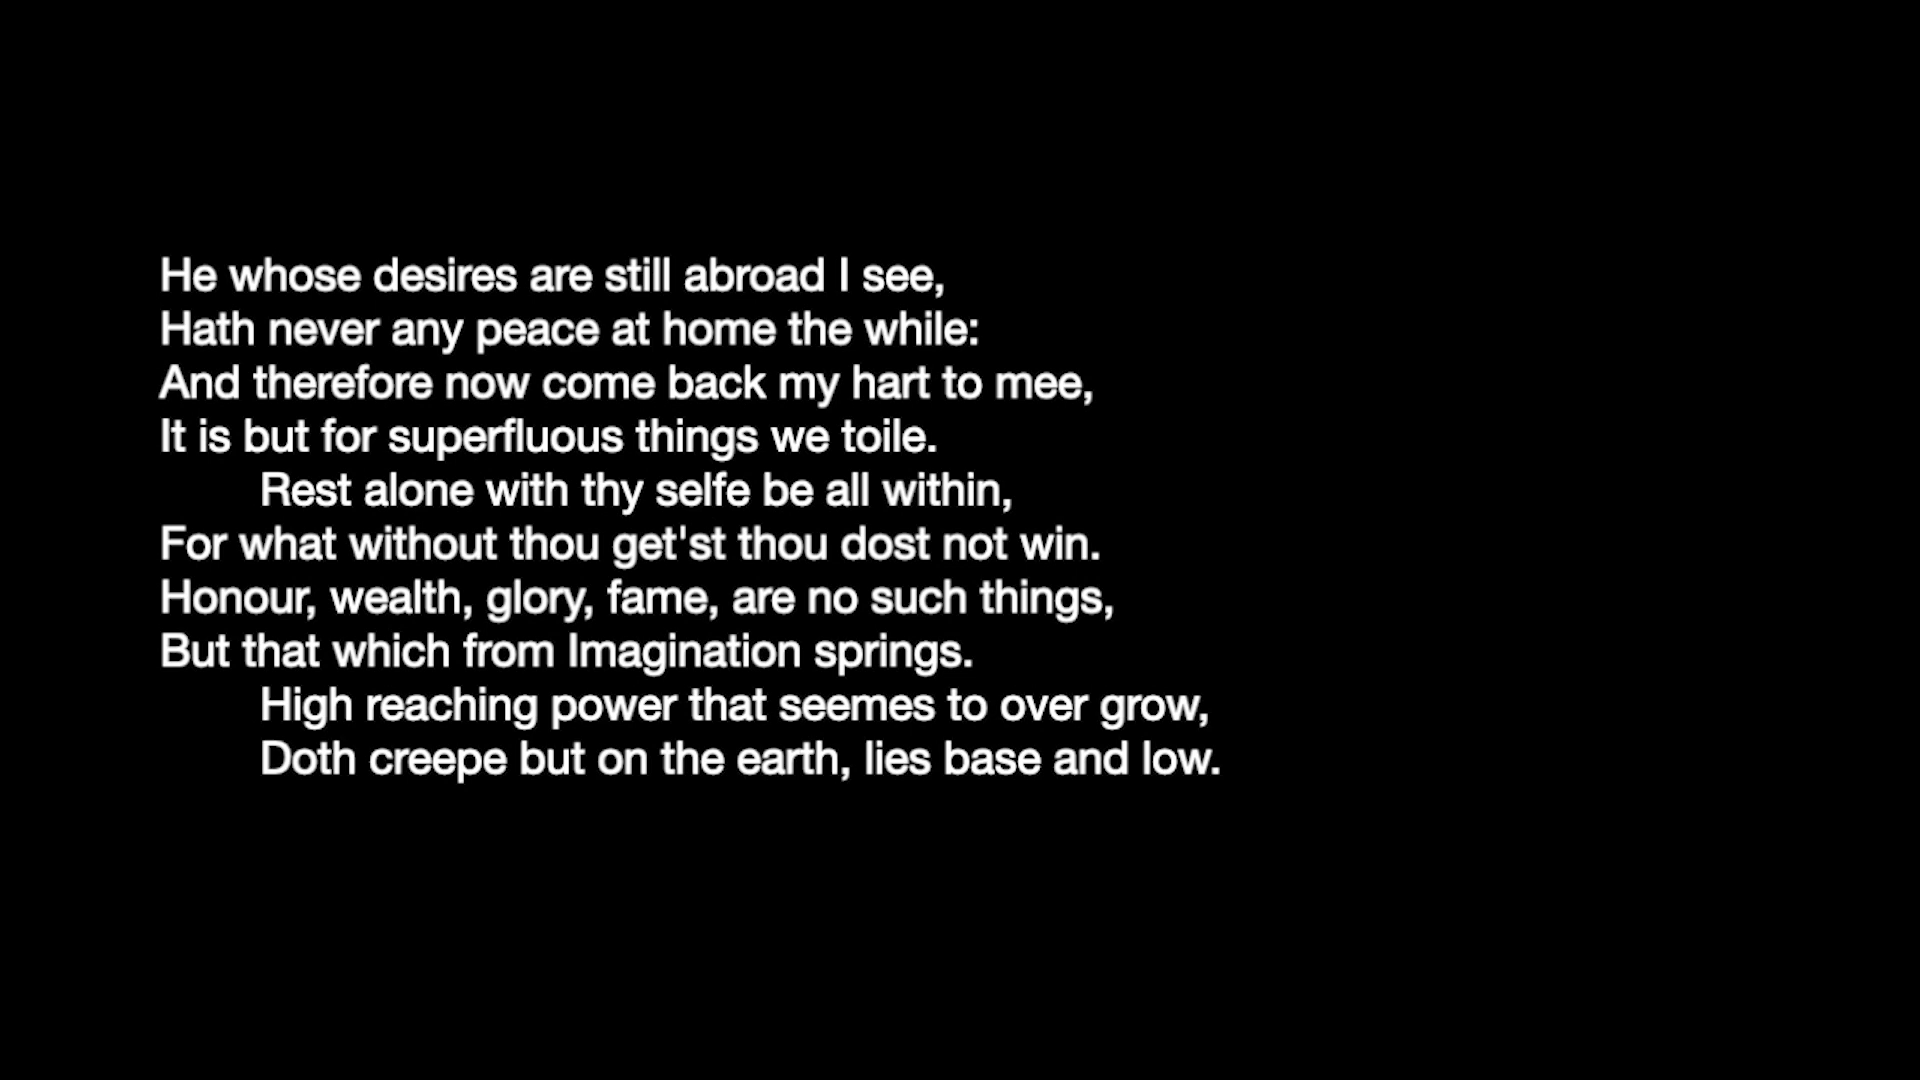 He whose desires are still abroad I see,
Hath never any peace at home the while:
And therefore now come back my hart to mee,
It is but for superfluous things we toile.
Rest alone with thy selfe be all within,
For what without thou get'st thou dost not win.
Honour, wealth, glory, fame, are no such things,
But that which from Imagination springs.
High reaching power that seemes to over grow,
Doth creepe but on the earth, lies base and low.